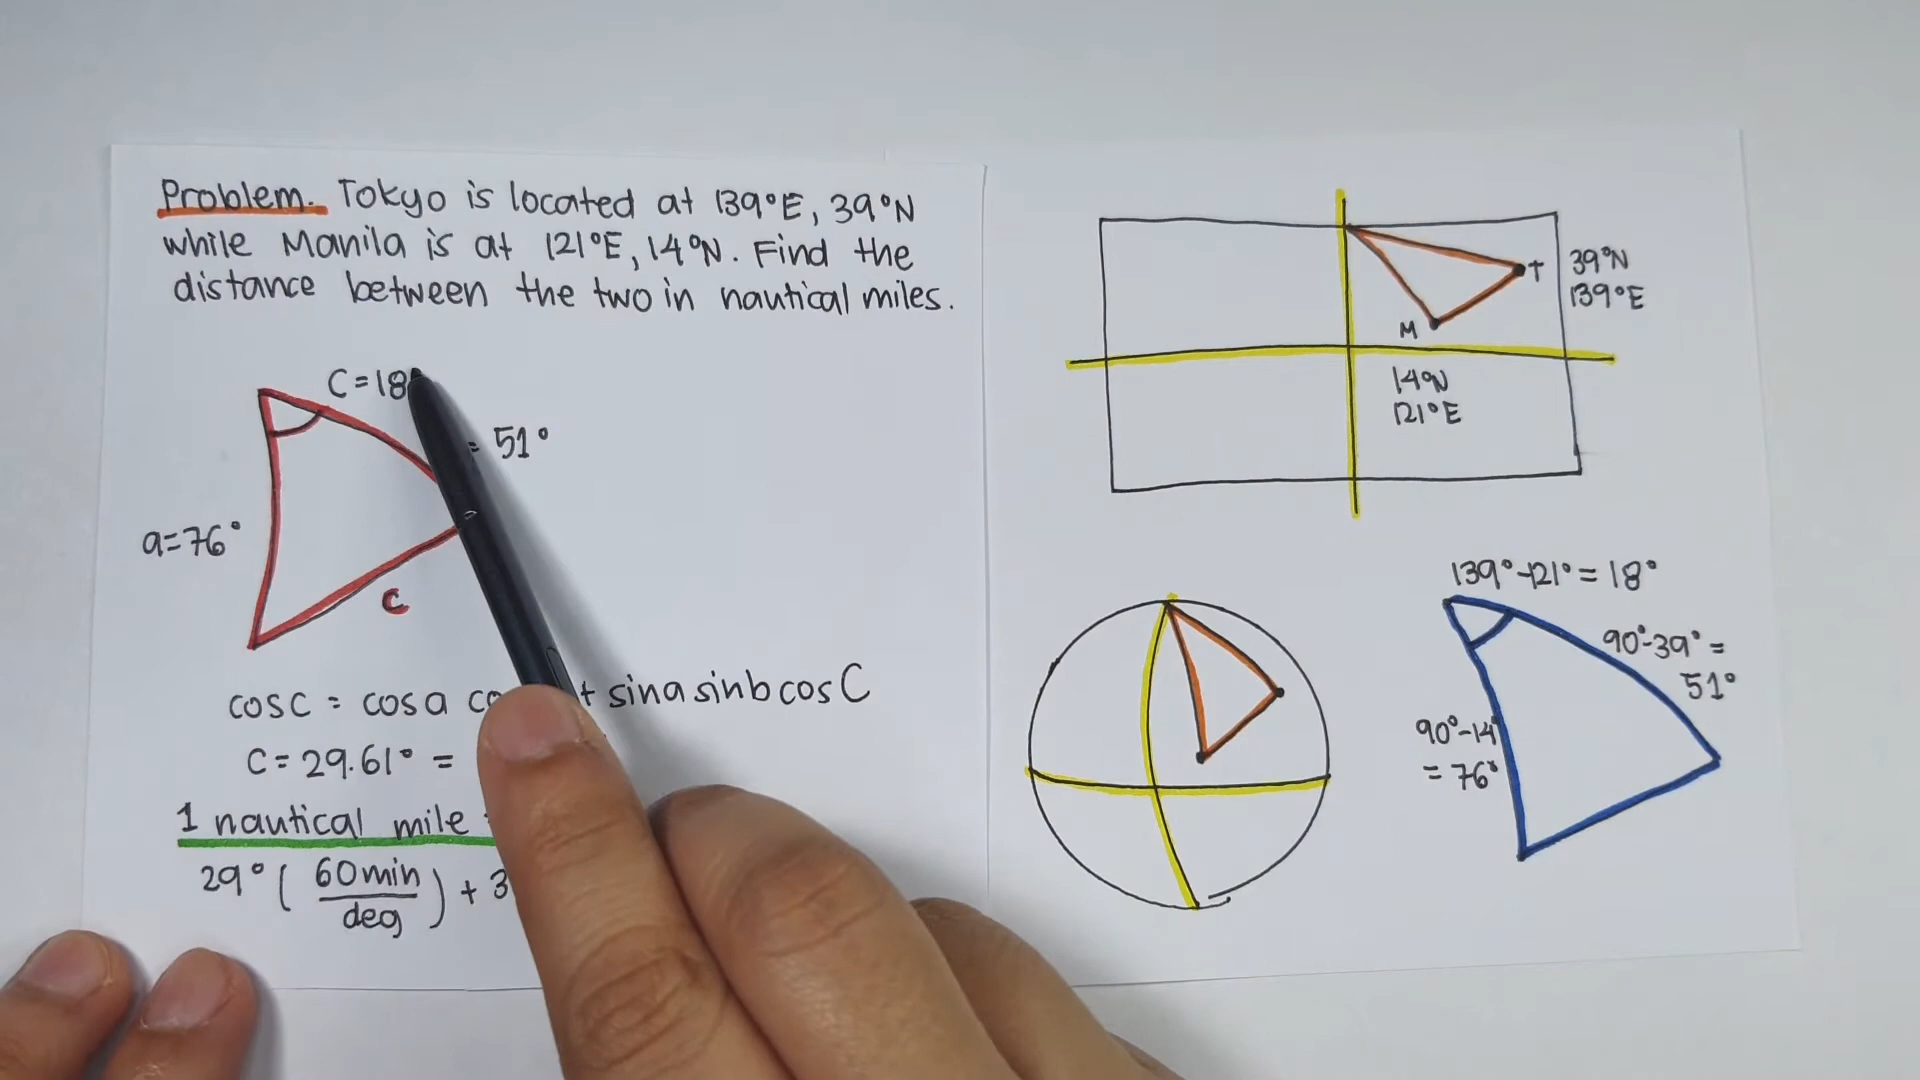 Problem. Tokyo is located at 139°E, 39°N
while Manila is at 121°E, 14°N. Find the
distance between the two in nautical miles.
C=18
= 51°
a=76°
c
cosc = cosa + sina sinb cosC
C= 29.61° =
1 nautical mile
29° ( 60min ) + 3
deg
T
39°N
139°E
M
14°N
121°E
139°-121° = 18°
90°-39° =
51°
90°-14°
= 76°